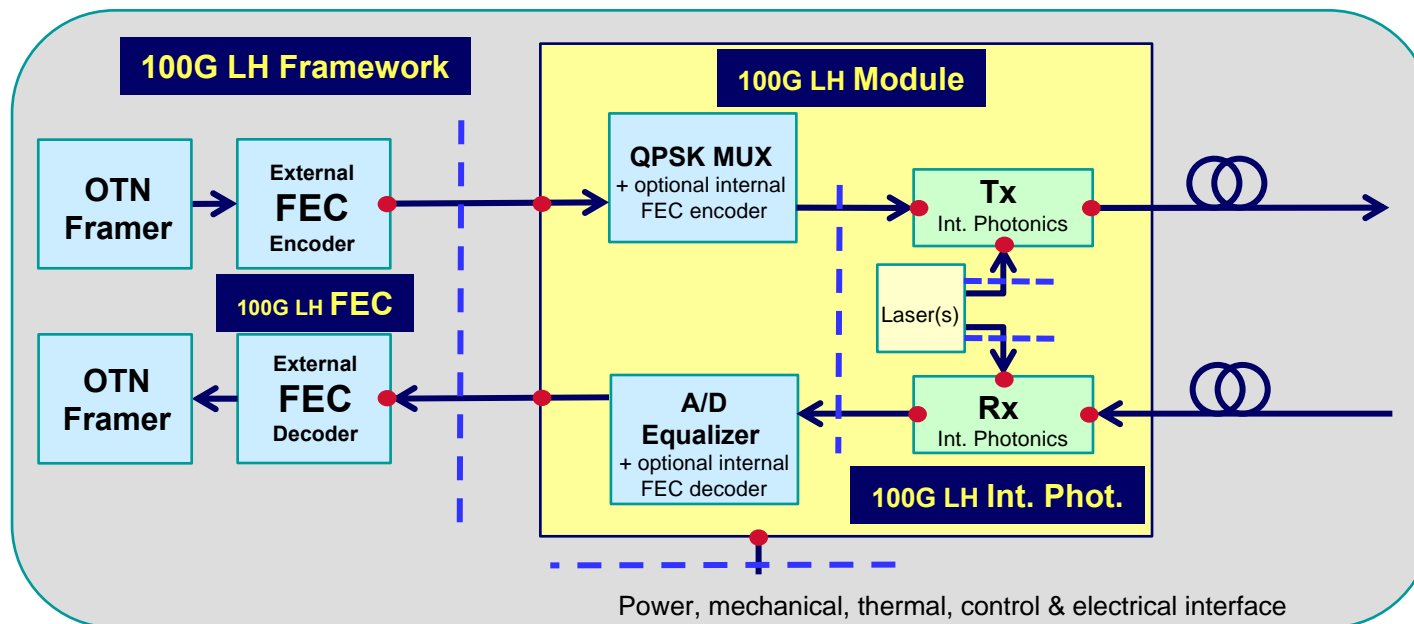 100G LH Framework
100G LH Module
OTN
Framer
External
FEC
Encoder
QPSK MUX
+ optional internal
FEC encoder
Tx
Int. Photonics
100G LH FEC
Laser(s)
OTN
Framer
External
FEC
Decoder
A/D
Equalizer
+ optional internal
FEC decoder
Rx
Int. Photonics
100G LH Int. Phot.
Power, mechanical, thermal, control & electrical interface